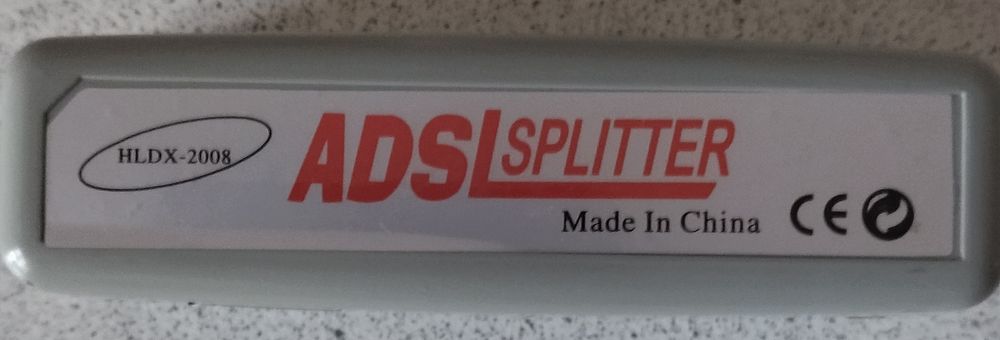 HLDX-2008
ADSL SPLITTER
Made In China
CE